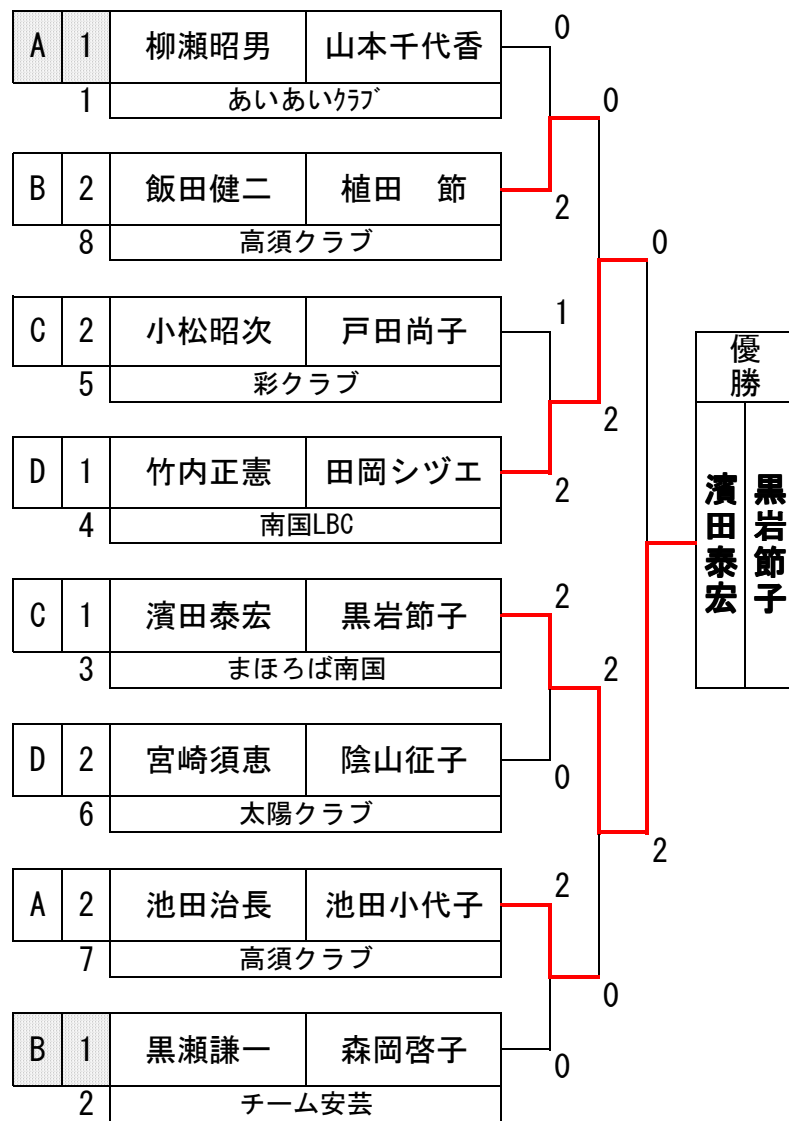 A 1 柳瀬昭男 山本千代香
1 あいあいｸﾗﾌﾞ
0
0
B 2 飯田健二 植田　節
8 高須クラブ
2
0
C 2 小松昭次 戸田尚子
5 彩クラブ
1
2
D 1 竹内正憲 田岡シヅエ
4 南国LBC
2
優勝
濱田泰宏
黒岩節子
C 1 濱田泰宏 黒岩節子
3 まほろば南国
2
2
D 2 宮崎須恵 陰山征子
6 太陽クラブ
0
2
A 2 池田治長 池田小代子
7 高須クラブ
2
0
B 1 黒瀬謙一 森岡啓子
2 チーム安芸
0